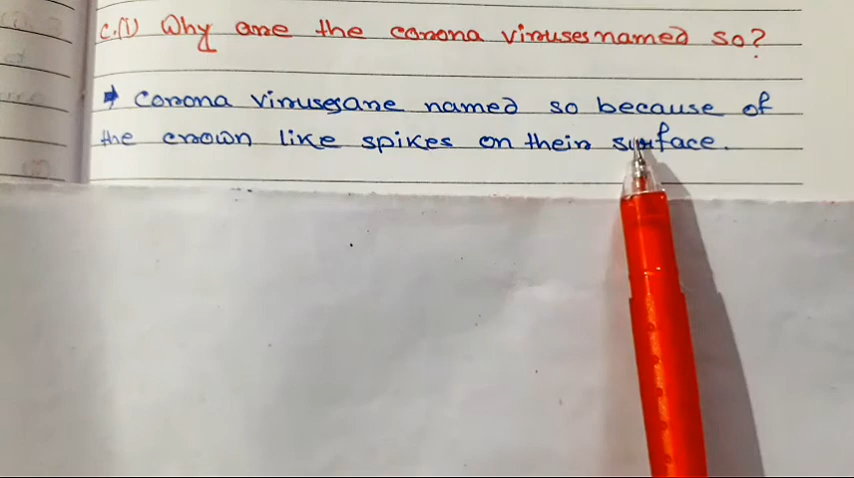 c.(i) Why are the corona viruses named so?
→ Corona viruses are named so because of
the crown like spikes on their surface.